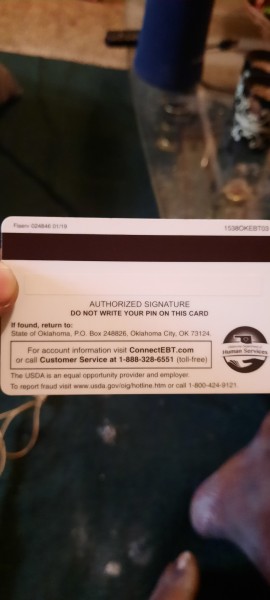 Fiserv 024846 01/19
1538OKEBT03
AUTHORIZED SIGNATURE
DO NOT WRITE YOUR PIN ON THIS CARD
If found, return to:
State of Oklahoma, P.O. Box 248826, Oklahoma City, OK 73124.
For account information visit ConnectEBT.com
or call Customer Service at 1-888-328-6551 (toll-free)
Human Services
The USDA is an equal opportunity provider and employer.
To report fraud visit www.usda.gov/oig/hotline.htm or call 1-800-424-9121.